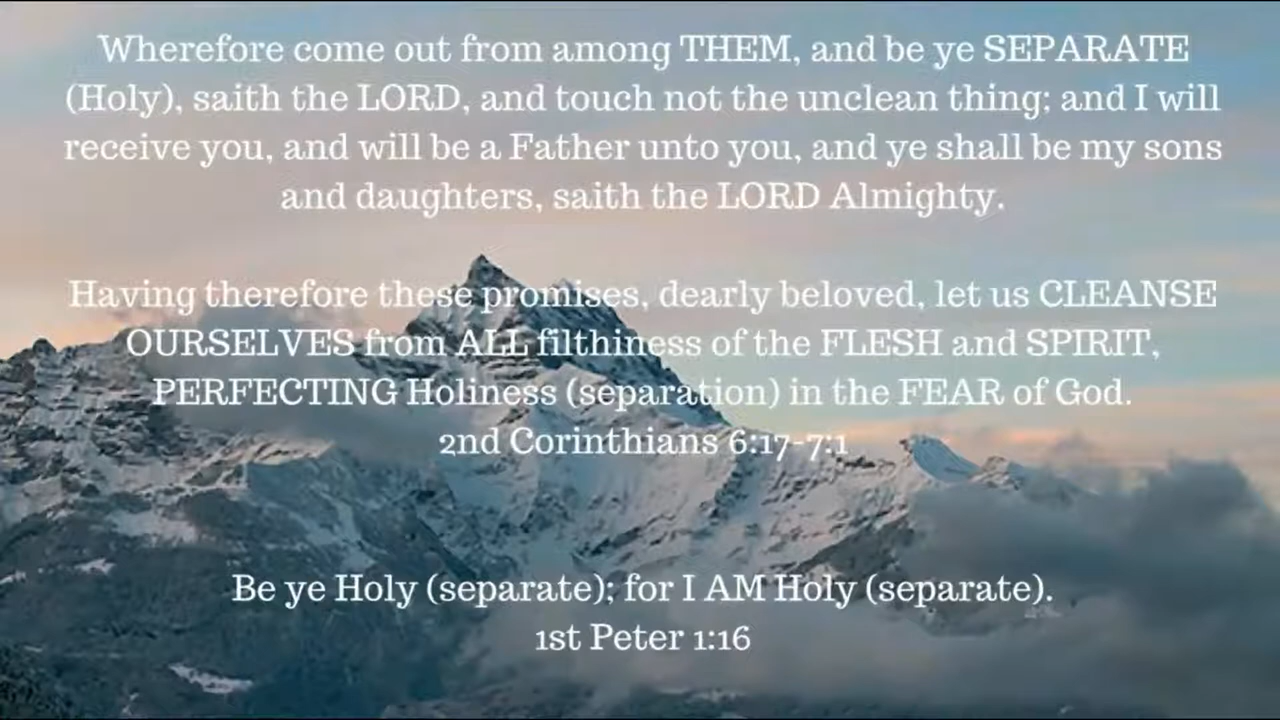 Wherefore come out from among THEM, and be ye SEPARATE
(Holy), saith the LORD, and touch not the unclean thing; and I will
receive you, and will be a Father unto you, and ye shall be my sons
and daughters, saith the LORD Almighty.
Having therefore these promises, dearly beloved, let us CLEANSE
OURSELVES from ALL filthiness of the FLESH and SPIRIT,
PERFECTING Holiness (separation) in the FEAR of God.
2nd Corinthians 6:17-7:1
Be ye Holy (separate); for I AM Holy (separate).
1st Peter 1:16